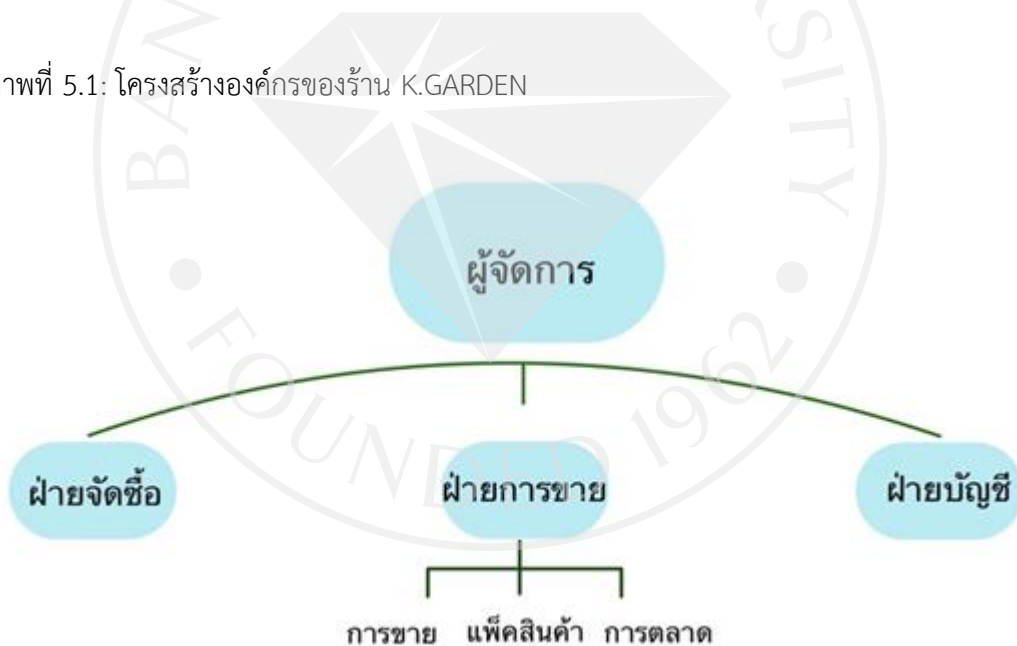 าพที่ 5.1: โครงสร้างองค์กรของร้าน K.GARDEN
ผู้จัดการ
ฝ่ายจัดซื้อ ฝ่ายการขาย ฝ่ายบัญชี
การขาย แพ็คสินค้า การตลาด
FOUNDED 1962